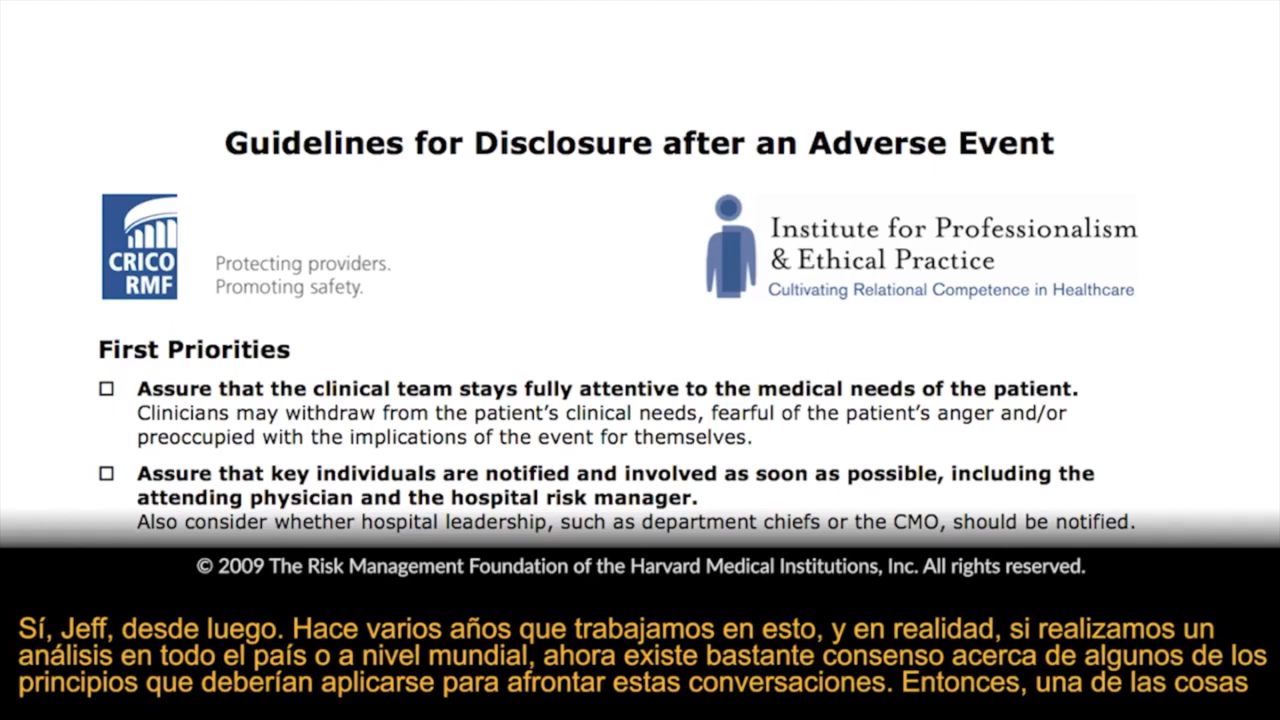 Guidelines for Disclosure after an Adverse Event
CRICO
RMF
Protecting providers.
Promoting safety.
Institute for Professionalism
& Ethical Practice
Cultivating Relational Competence in Healthcare
First Priorities
☐ Assure that the clinical team stays fully attentive to the medical needs of the patient.
Clinicians may withdraw from the patient’s clinical needs, fearful of the patient’s anger and/or
preoccupied with the implications of the event for themselves.
☐ Assure that key individuals are notified and involved as soon as possible, including the
attending physician and the hospital risk manager.
Also consider whether hospital leadership, such as department chiefs or the CMO, should be notified.
© 2009 The Risk Management Foundation of the Harvard Medical Institutions, Inc. All rights reserved.
Sí, Jeff, desde luego. Hace varios años que trabajamos en esto, y en realidad, si realizamos un
análisis en todo el país o a nivel mundial, ahora existe bastante consenso acerca de algunos de los
principios que deberían aplicarse para afrontar estas conversaciones. Entonces, una de las cosas